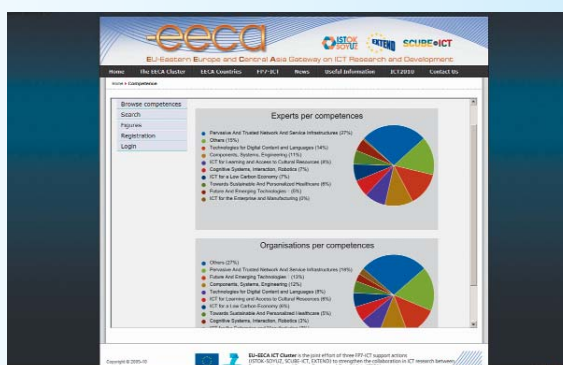 eeca
ISTOK SOYUZ
EXTEND
SCUBE•ICT
EU-Eastern Europe and Central Asia Gateway on ICT Research and Development
Home The EECA Cluster EECA Countries FP7-ICT News Useful Information ICT2010 Contact Us
Home > Competence
Browse competences
Search
Figures
Registration
Login
Experts per competences
Pervasive And Trusted Network And Service Infrastructures (27%)
Others (15%)
Technologies for Digital Content and Languages (14%)
Components, Systems, Engineering (11%)
ICT for Learning and Access to Cultural Resources (8%)
Cognitive Systems, Interaction, Robotics (7%)
ICT for a Low Carbon Economy (7%)
Towards Sustainable And Personalized Healthcare (6%)
Future And Emerging Technologies -
ICT for the Enterprise and Manufacturing
Organisations per competences
Others (27%)
Pervasive And Trusted Network And Service Infrastructures
Future And Emerging Technologies - (13%)
Components, Systems, Engineering (12%)
Technologies for Digital Content and Languages
ICT for Learning and Access to Cultural Resources
ICT for a Low Carbon Economy
Towards Sustainable And Personalized Healthcare
Cognitive Systems, Interaction, Robotics
Copyright ©
EU-EECA ICT Cluster is the joint effort of three FP7-ICT support actions
(ISTOK-SOYUZ, SCUBE-ICT, EXTEND) to strengthen the collaboration in ICT research between